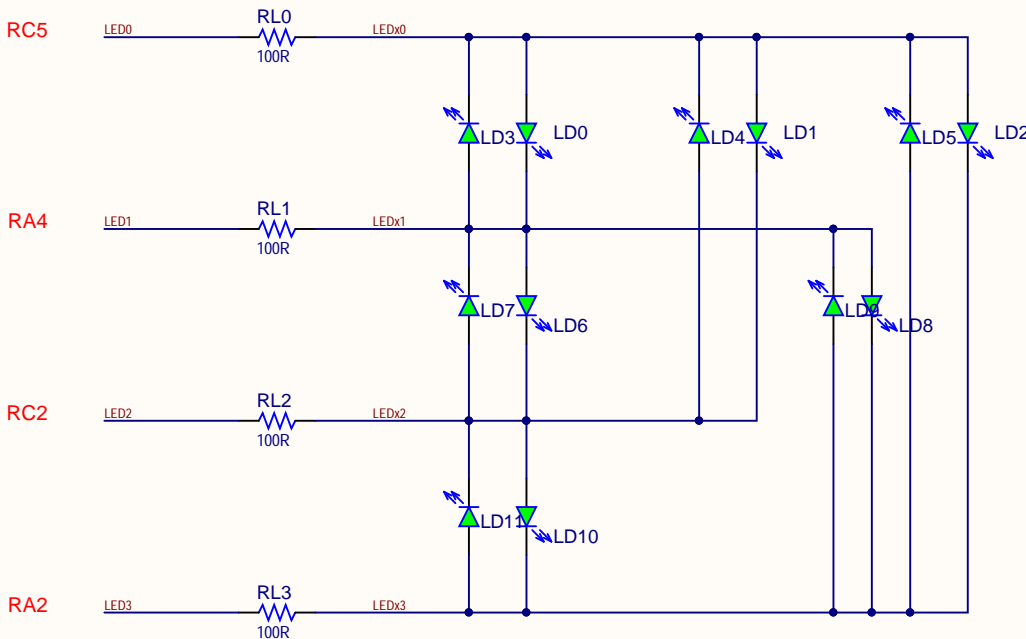 RL0
RC5 LED0 LEDx0
100R
LD3 LD0 LD4 LD1 LD5 LD2
RL1
RA4 LED1 LEDx1
100R
LD7 LD6 LD9 LD8
RL2
RC2 LED2 LEDx2
100R
LD11 LD10
RL3
RA2 LED3 LEDx3
100R